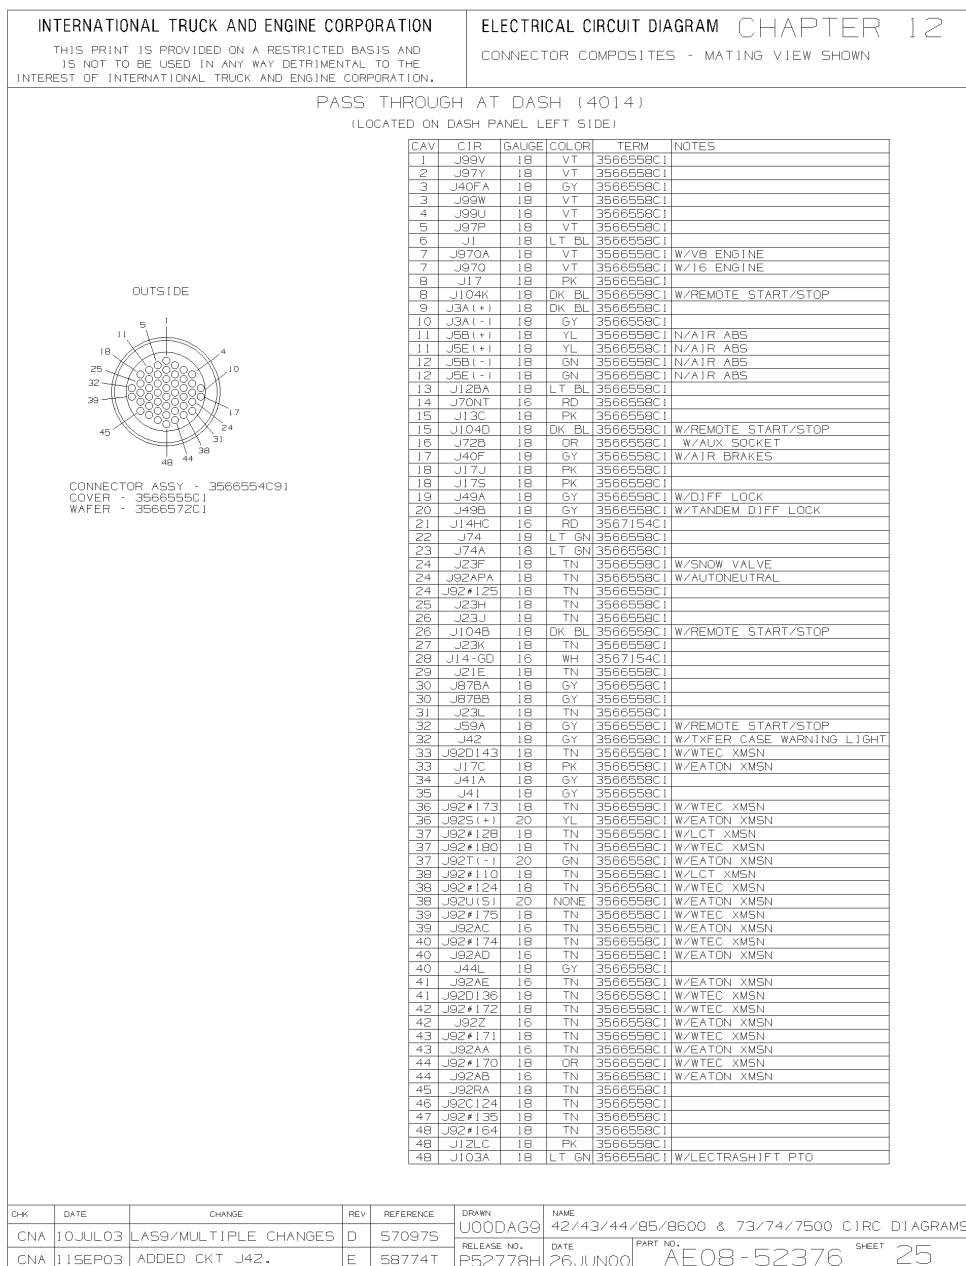 INTERNATIONAL TRUCK AND ENGINE CORPORATION
THIS PRINT IS PROVIDED ON A RESTRICTED BASIS AND
IS NOT TO BE USED IN ANY WAY DETRIMENTAL TO THE
INTEREST OF INTERNATIONAL TRUCK AND ENGINE CORPORATION.
ELECTRICAL CIRCUIT DIAGRAM CHAPTER 12
CONNECTOR COMPOSITES - MATING VIEW SHOWN
PASS THROUGH AT DASH (4014)
(LOCATED ON DASH PANEL LEFT SIDE)
OUTSIDE
1
5
11
18
25
32
39
45
48
44
38
31
24
17
10
4
CONNECTOR ASSY - 3566554C91
COVER - 3566555C1
WAFER - 3566572C1
CAV CIR GAUGE COLOR TERM NOTES
1 J99V 18 VT 3566558C1
2 J97Y 18 VT 3566558C1
3 J40FA 18 GY 3566558C1
3 J99W 18 VT 3566558C1
4 J99U 18 VT 3566558C1
5 J97P 18 VT 3566558C1
6 J1 18 LT BL 3566558C1
7 J97QA 18 VT 3566558C1 W/V8 ENGINE
7 J97Q 18 VT 3566558C1 W/I6 ENGINE
8 J17 18 PK 3566558C1
8 J104K 18 DK BL 3566558C1 W/REMOTE START/STOP
9 J3A(+) 18 DK BL 3566558C1
10 J3A(-) 18 GY 3566558C1
11 J5B(+) 18 YL 3566558C1 N/AIR ABS
11 J5E(+) 18 YL 3566558C1 N/AIR ABS
12 J5B(-) 18 GN 3566558C1 N/AIR ABS
12 J5E(-) 18 GN 3566558C1 N/AIR ABS
13 J12BA 18 LT BL 3566558C1
14 J70NT 16 RD 3566558C1
15 J13C 18 PK 3566558C1
15 J104D 18 DK BL 3566558C1 W/REMOTE START/STOP
16 J72B 18 OR 3566558C1 W/AUX SOCKET
17 J40F 18 GY 3566558C1 W/AIR BRAKES
18 J17J 18 PK 3566558C1
18 J17S 18 PK 3566558C1
19 J49A 18 GY 3566558C1 W/DIFF LOCK
20 J49B 18 GY 3566558C1 W/TANDEM DIFF LOCK
21 J14HC 16 RD 3567154C1
22 J74 18 LT GN 3566558C1
23 J74A 18 LT GN 3566558C1
24 J23F 18 TN 3566558C1 W/SNOW VALVE
24 J92APA 18 TN 3566558C1 W/AUTONEUTRAL
24 J92#125 18 TN 3566558C1
25 J23H 18 TN 3566558C1
26 J23J 18 TN 3566558C1
26 J104B 18 DK BL 3566558C1 W/REMOTE START/STOP
27 J23K 18 TN 3566558C1
28 J14-GD 16 WH 3567154C1
29 J21E 18 TN 3566558C1
30 J87BA 18 GY 3566558C1
30 J87BB 18 GY 3566558C1
31 J23L 18 TN 3566558C1
32 J59A 18 GY 3566558C1 W/REMOTE START/STOP
32 J42 18 GY 3566558C1 W/TXFER CASE WARNING LIGHT
33 J92D143 18 TN 3566558C1 W/WTEC XMSN
33 J17C 18 PK 3566558C1 W/EATON XMSN
34 J41A 18 GY 3566558C1
35 J41 18 GY 3566558C1
36 J92#173 18 TN 3566558C1 W/WTEC XMSN
36 J92S(+) 20 YL 3566558C1 W/EATON XMSN
37 J92#128 18 TN 3566558C1 W/LCT XMSN
37 J92#180 18 TN 3566558C1 W/WTEC XMSN
37 J92T(-) 20 GN 3566558C1 W/EATON XMSN
38 J92#110 18 TN 3566558C1 W/LCT XMSN
38 J92#124 18 TN 3566558C1 W/WTEC XMSN
38 J92U(S) 20 NONE 3566558C1 W/EATON XMSN
39 J92#175 18 TN 3566558C1 W/WTEC XMSN
39 J92AC 16 TN 3566558C1 W/EATON XMSN
40 J92#174 18 TN 3566558C1 W/WTEC XMSN
40 J92AD 16 TN 3566558C1 W/EATON XMSN
40 J44L 18 GY 3566558C1
41 J92AE 16 TN 3566558C1 W/EATON XMSN
41 J92D136 18 TN 3566558C1 W/WTEC XMSN
42 J92#172 18 TN 3566558C1 W/WTEC XMSN
42 J92Z 16 TN 3566558C1 W/EATON XMSN
43 J92#171 18 TN 3566558C1 W/WTEC XMSN
43 J92AA 16 TN 3566558C1 W/EATON XMSN
44 J92#170 18 OR 3566558C1 W/WTEC XMSN
44 J92AB 16 TN 3566558C1 W/EATON XMSN
45 J92RA 18 TN 3566558C1
46 J92C124 18 TN 3566558C1
47 J92#135 18 TN 3566558C1
48 J92#164 18 TN 3566558C1
48 J12LC 18 PK 3566558C1
48 J103A 18 LT GN 3566558C1 W/LECTRASHIFT PTO
CHK DATE CHANGE REV REFERENCE
CNA 10JUL03 LAS9/MULTIPLE CHANGES D 57097S
CNA 11SEP03 ADDED CKT J42. E 58774T
DRAWN U00DAG9
NAME 42/43/44/85/8600 & 73/74/7500 CIRC DIAGRAMS
RELEASE NO. P52778H
DATE 26JUN00
PART NO. AE08-52376
SHEET 25